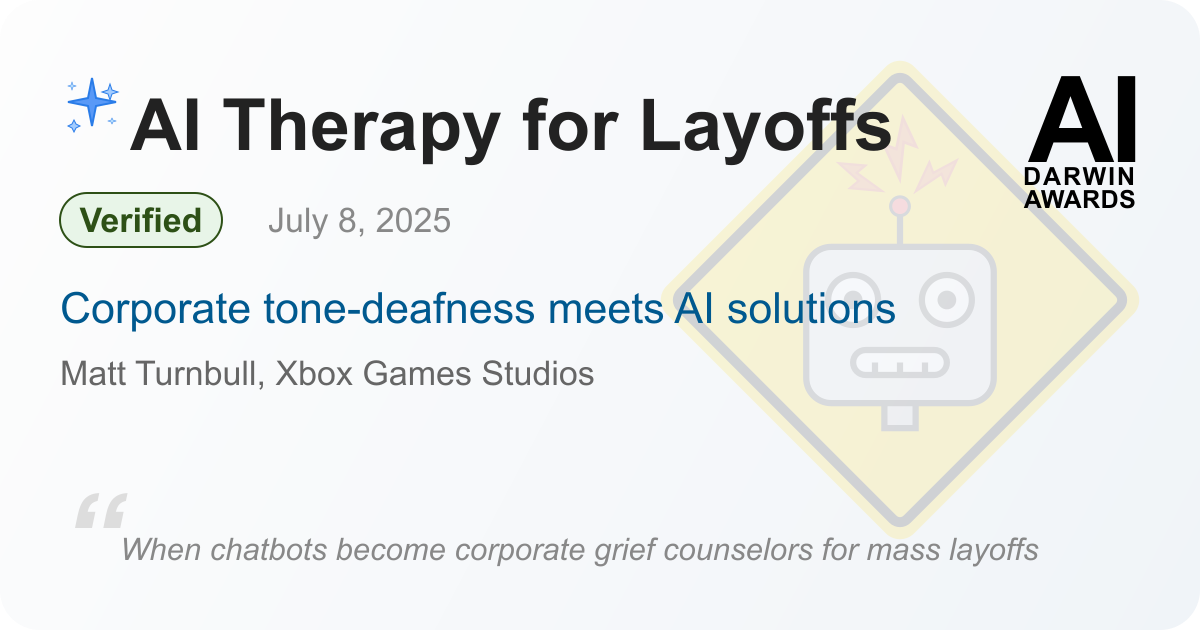 AI Therapy for Layoffs
AI
DARWIN
AWARDS
Verified
July 8, 2025
Corporate tone-deafness meets AI solutions
Matt Turnbull, Xbox Games Studios
“
When chatbots become corporate grief counselors for mass layoffs